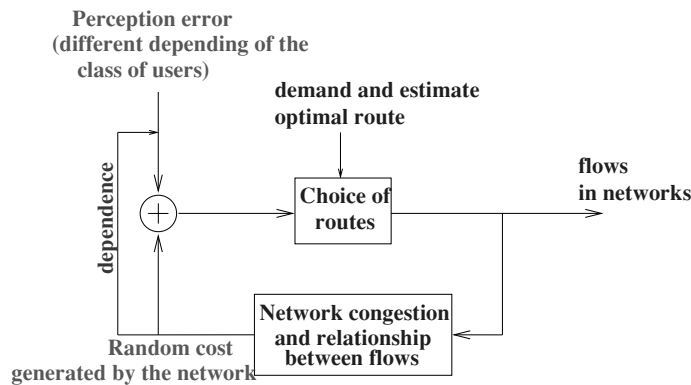 Perception error
(different depending of the
class of users)
demand and estimate
optimal route
flows
in networks
Choice of
routes
dependence
+
Network congestion
and relationship
between flows
Random cost
generated by the network